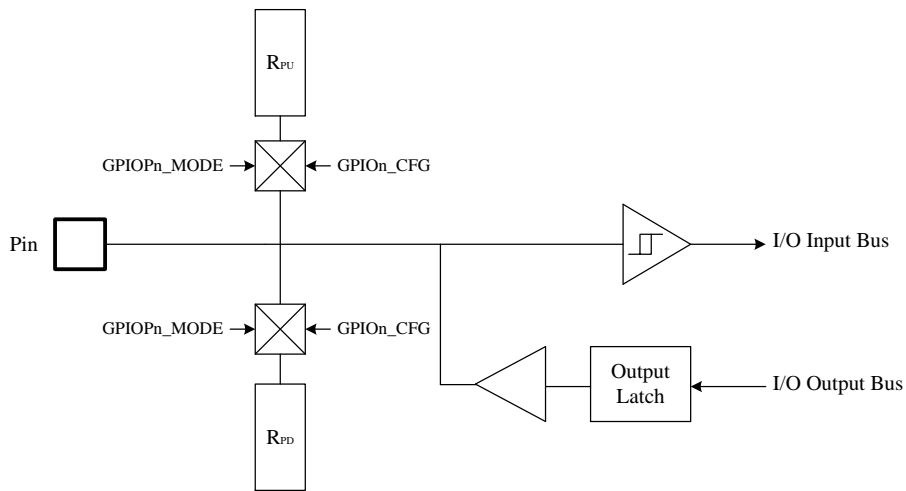 RPU
GPIOPn_MODE
GPIOn_CFG
Pin
I/O Input Bus
GPIOPn_MODE
GPIOn_CFG
Output
Latch
I/O Output Bus
RPD